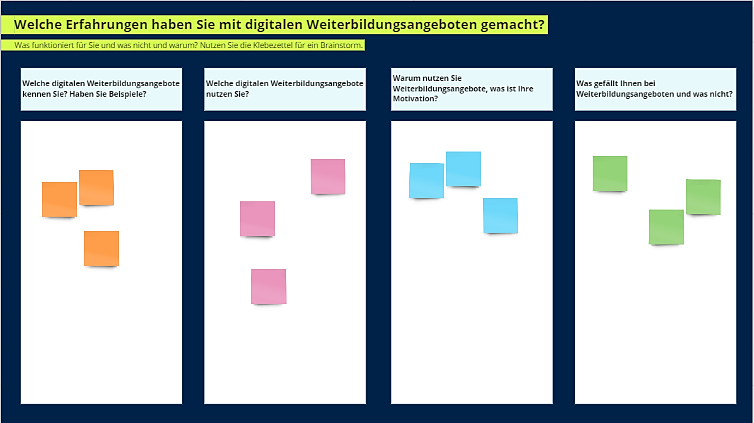 Welche Erfahrungen haben Sie mit digitalen Weiterbildungsangeboten gemacht?
Was funktioniert für Sie und was nicht und warum? Nutzen Sie die Klebezettel für ein Brainstorm.
Welche digitalen Weiterbildungsangebote
kennen Sie? Haben Sie Beispiele?
Welche digitalen Weiterbildungsangebote
nutzen Sie?
Warum nutzen Sie
Weiterbildungsangebote, was ist Ihre
Motivation?
Was gefällt Ihnen bei
Weiterbildungsangeboten und was nicht?